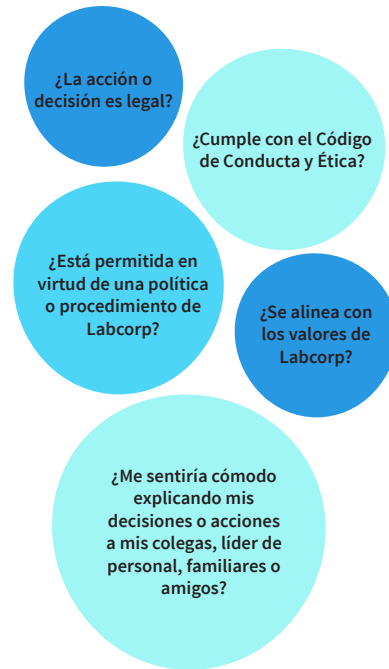 ¿La acción o
decisión es legal?
¿Cumple con el Código
de Conducta y Ética?
¿Está permitida en
virtud de una política
o procedimiento de
Labcorp?
¿Se alinea con
los valores de
Labcorp?
¿Me sentiría cómodo
explicando mis
decisiones o acciones
a mis colegas, líder de
personal, familiares o
amigos?